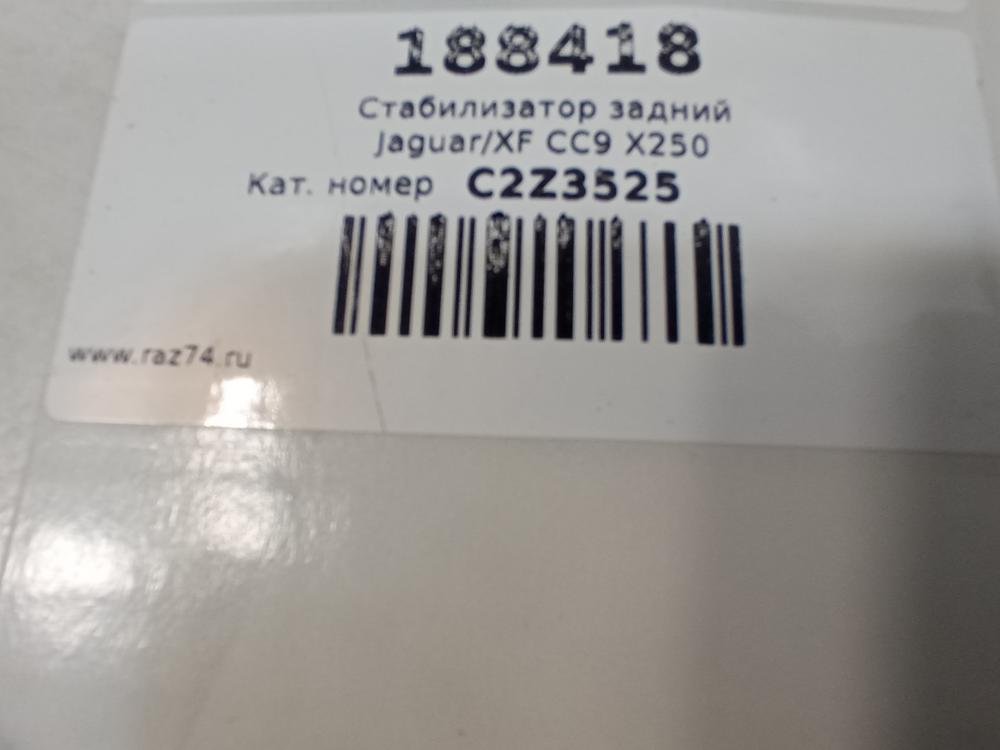 188418
Стабилизатор задний
Jaguar/XF CC9 X250
Кат. номер C2Z3525
www.raz74.ru